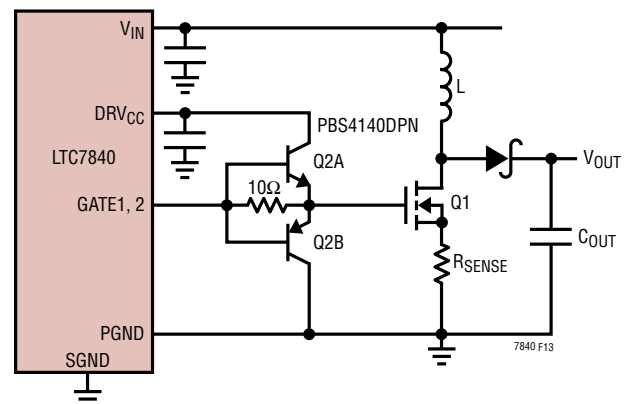 VIN
L
DRVCC
PBS4140DPN
LTC7840
Q2A
VOUT
10Ω
GATE1, 2
Q1
Q2B
COUT
RSENSE
PGND
7840 F13
SGND